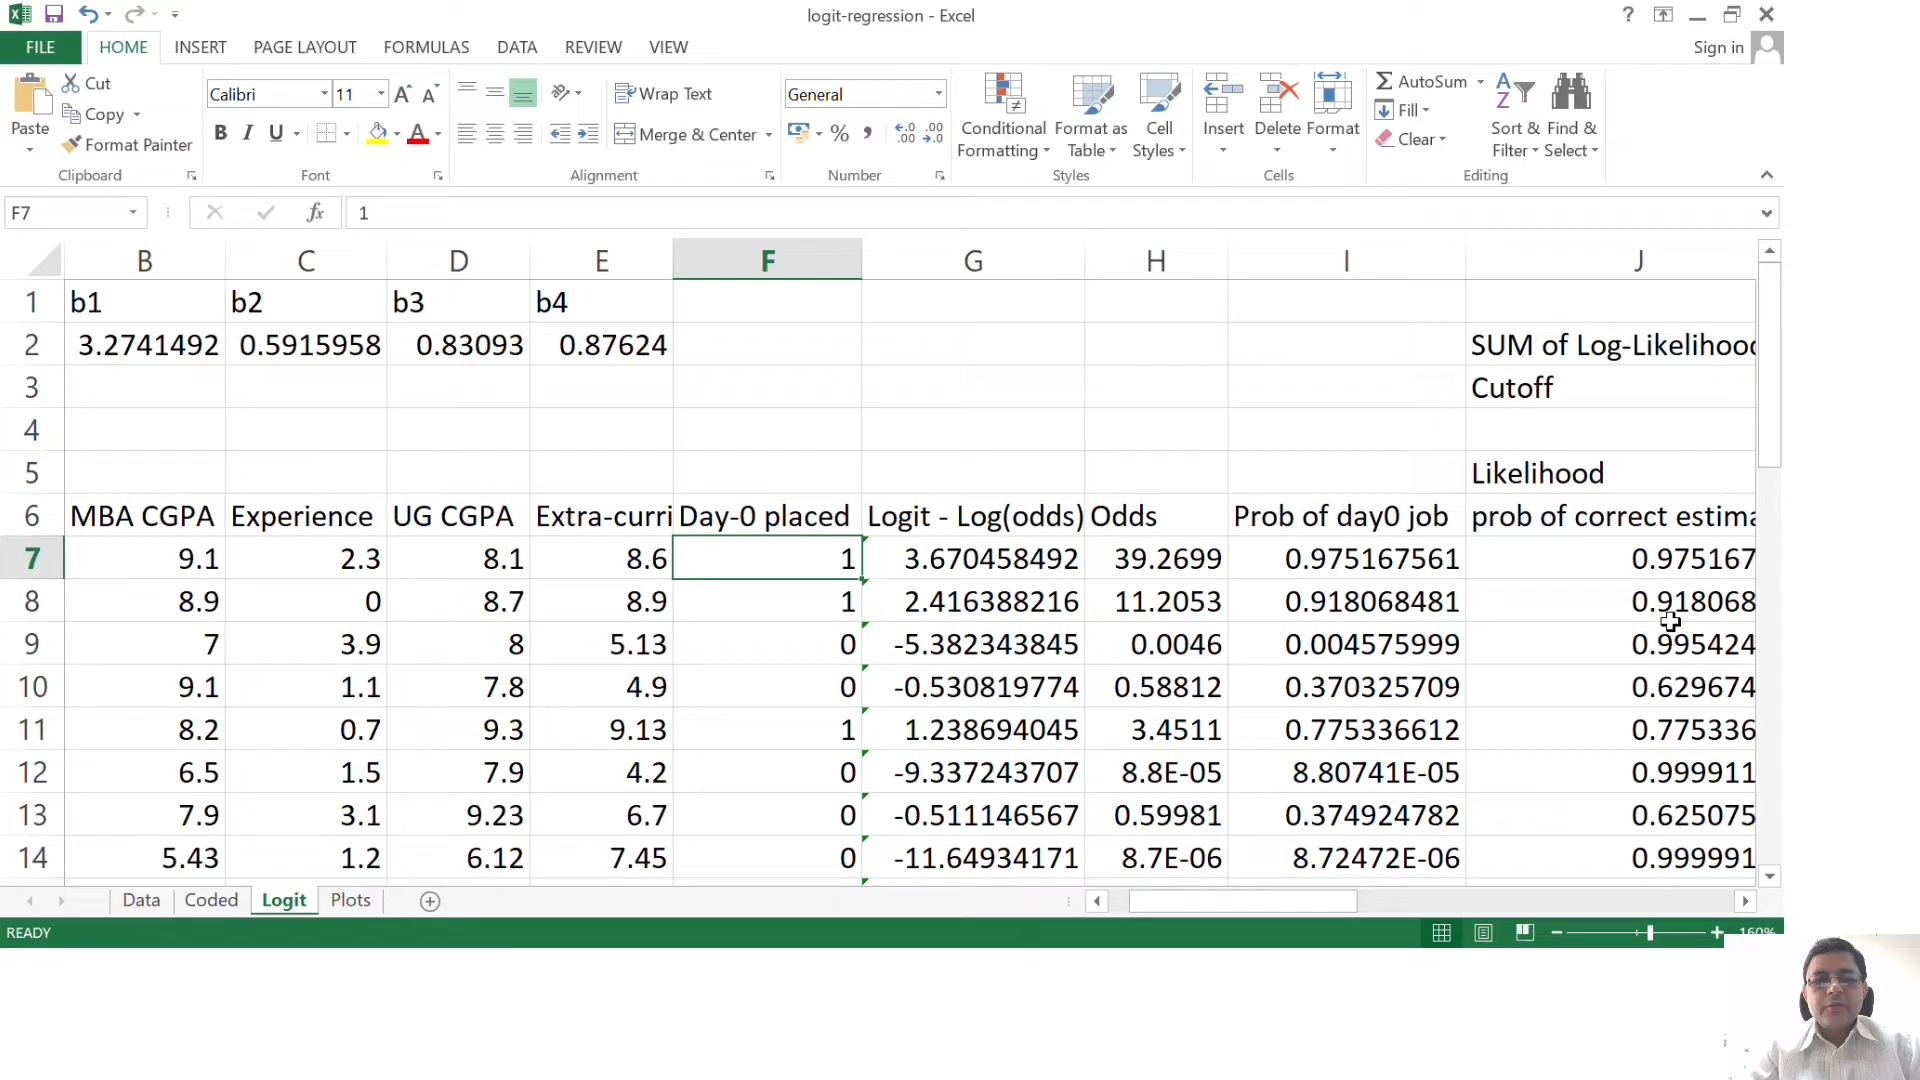 logit-regression - Excel
?
FILE HOME INSERT PAGE LAYOUT FORMULAS DATA REVIEW VIEW Sign in
Paste Cut Copy Format Painter Clipboard
Calibri 11 A A B I U A Font
Wrap Text Merge & Center Alignment
General % , .00 .00 Number
Conditional Formatting Format as Table Cell Styles Styles
Insert Delete Format Cells
AutoSum Fill Clear Sort & Filter Find & Select Editing
F7 fx 1
B C D E F G H I J
1 b1 b2 b3 b4
2 3.2741492 0.5915958 0.83093 0.87624 SUM of Log-Likelihood
3 Cutoff
4
5 Likelihood
6 MBA CGPA Experience UG CGPA Extra-curri Day-0 placed Logit - Log(odds) Odds Prob of day0 job prob of correct estima
7 9.1 2.3 8.1 8.6 1 3.670458492 39.2699 0.975167561 0.975167
8 8.9 0 8.7 8.9 1 2.416388216 11.2053 0.918068481 0.918068
9 7 3.9 8 5.13 0 -5.382343845 0.0046 0.004575999 0.995424
10 9.1 1.1 7.8 4.9 0 -0.530819774 0.58812 0.370325709 0.629674
11 8.2 0.7 9.3 9.13 1 1.238694045 3.4511 0.775336612 0.775336
12 6.5 1.5 7.9 4.2 0 -9.337243707 8.8E-05 8.80741E-05 0.999911
13 7.9 3.1 9.23 6.7 0 -0.511146567 0.59981 0.374924782 0.625075
14 5.43 1.2 6.12 7.45 0 -11.64934171 8.7E-06 8.72472E-06 0.999991
Data Coded Logit Plots
READY 160%